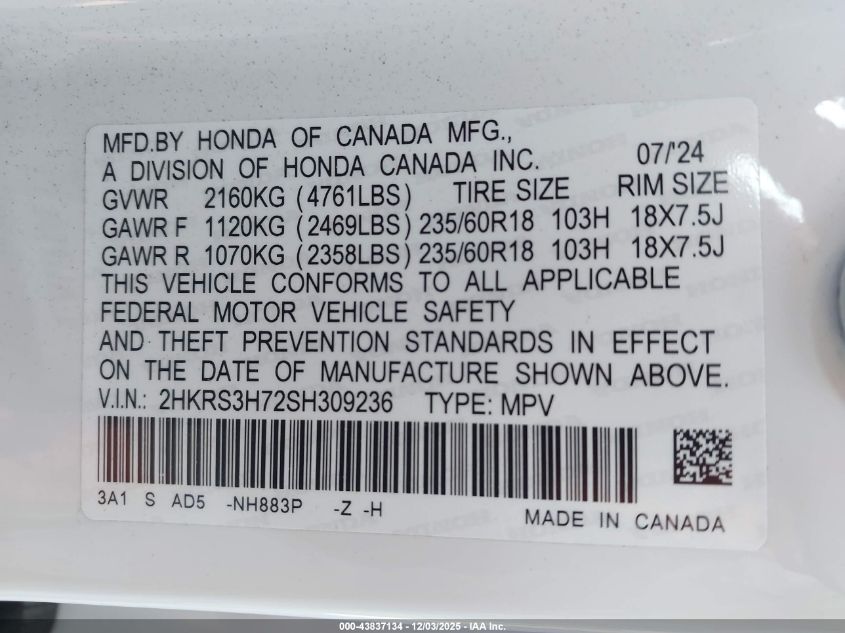 MFD.BY HONDA OF CANADA MFG.,
A DIVISION OF HONDA CANADA INC. 07/'24
GVWR 2160KG (4761LBS) TIRE SIZE RIM SIZE
GAWR F 1120KG (2469LBS) 235/60R18 103H 18X7.5J
GAWR R 1070KG (2358LBS) 235/60R18 103H 18X7.5J
THIS VEHICLE CONFORMS TO ALL APPLICABLE
FEDERAL MOTOR VEHICLE SAFETY
AND THEFT PREVENTION STANDARDS IN EFFECT
ON THE DATE OF MANUFACTURE SHOWN ABOVE.
V.I.N.: 2HKRS3H72SH309236 TYPE: MPV
3A1 S AD5 -NH883P -Z -H
MADE IN CANADA
000-43837134 - 12/03/2025 - IAA Inc.